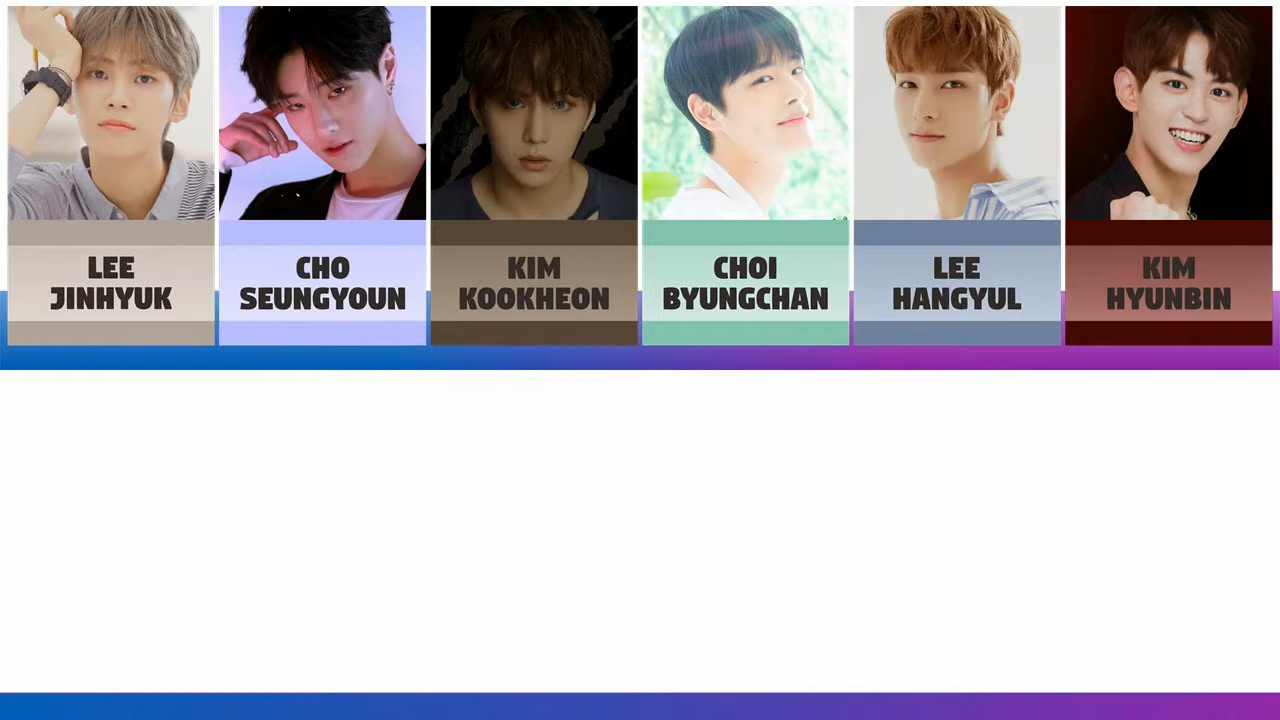 LEE
JINHYUK
CHO
SEUNGYOUN
KIM
KOOKHEON
CHOI
BYUNGCHAN
LEE
HANGYUL
KIM
HYUNBIN